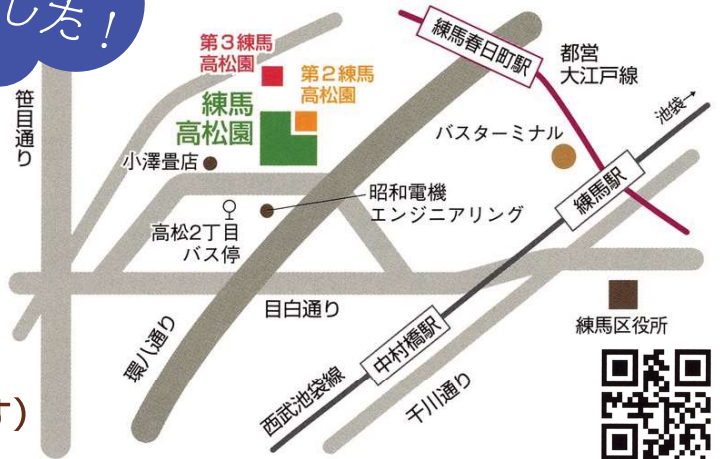 した！
第3練馬
高松園
第2練馬
高松園
練馬
高松園
小澤畳店
高松2丁目
バス停
昭和電機
エンジニアリング
笹目通り
環八通り
目白通り
練馬春日町駅
都営
大江戸線
池袋→
バスターミナル
練馬駅
練馬区役所
中村橋駅
西武池袋線
千川通り
す）